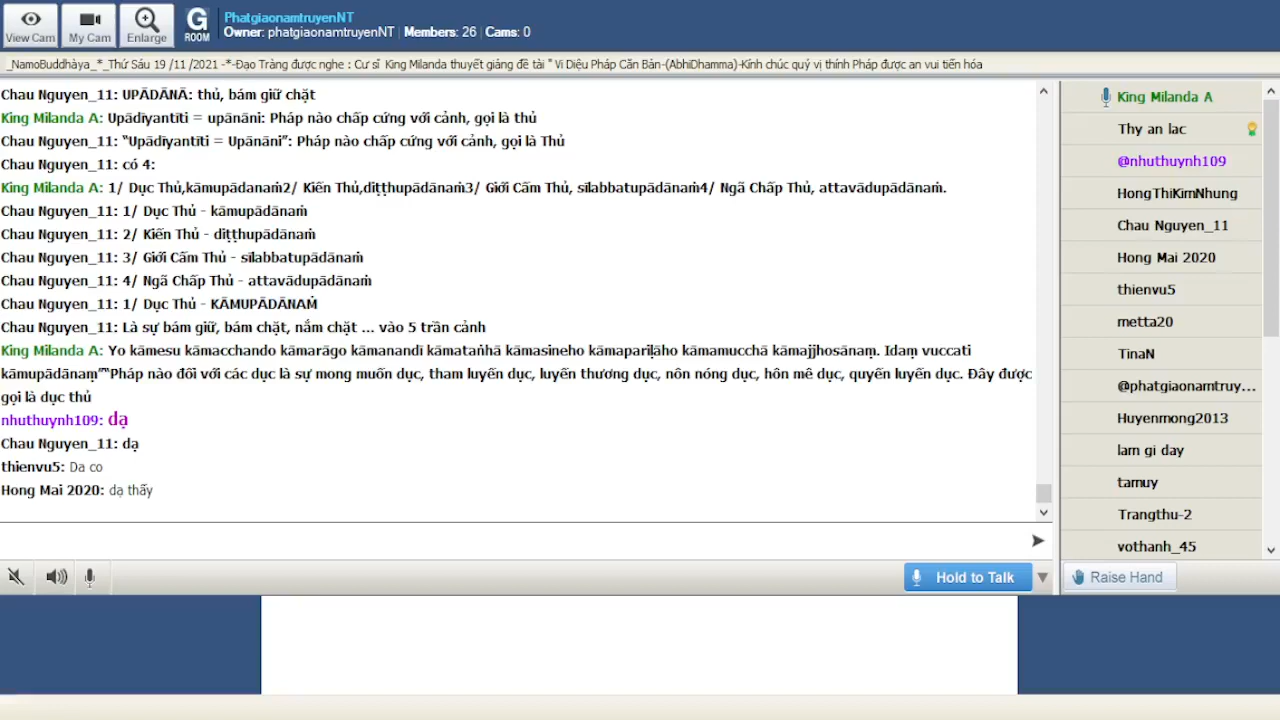 View Cam
My Cam
Enlarge
G
ROOM
PhatgiaonamtruyenNT
Owner: phatgiaonamtruyenNT | Members: 26 | Cams: 0
_NamoBuddhàya_*_Thứ Sáu 19 /11 /2021 -*-Đạo Tràng được nghe : Cư sĩ King Milanda thuyết giảng đề tài " Vi Diệu Pháp Căn Bản-(AbhiDhamma)-Kính chúc quý vị thính Pháp được an vui tiến hóa
Chau Nguyen_11: UPĀDĀNĀ: thủ, bám giữ chặt
King Milanda A: Upādīyantīti = upānāni: Pháp nào chấp cứng với cảnh, gọi là thủ
Chau Nguyen_11: “Upādīyantīti = Upānāni”: Pháp nào chấp cứng với cảnh, gọi là Thủ
Chau Nguyen_11: có 4:
King Milanda A: 1/ Dục Thủ,kāmupādanaṁ2/ Kiến Thủ,diṭṭhupādānaṁ3/ Giới Cấm Thủ, sīlabbatupādānaṁ4/ Ngã Chấp Thủ, attavādupādānaṁ.
Chau Nguyen_11: 1/ Dục Thủ - kāmupādānaṁ
Chau Nguyen_11: 2/ Kiến Thủ - diṭṭhupādānaṁ
Chau Nguyen_11: 3/ Giới Cấm Thủ - sīlabbatupādānaṁ
Chau Nguyen_11: 4/ Ngã Chấp Thủ - attavādupādānaṁ
Chau Nguyen_11: 1/ Dục Thủ - KĀMUPĀDĀNAṀ
Chau Nguyen_11: Là sự bám giữ, bám chặt, nắm chặt ... vào 5 trần cảnh
King Milanda A: Yo kāmesu kāmacchando kāmarāgo kāmanandī kāmataṅhā kāmasineho kāmapariḷāho kāmamucchā kāmajjhosānaṃ. Idaṃ vuccati
kāmupādānaṃ”“Pháp nào đối với các dục là sự mong muốn dục, tham luyến dục, luyến thương dục, nôn nóng dục, hôn mê dục, quyến luyến dục. Đây được
gọi là dục thủ
nhuthuynh109: dạ
Chau Nguyen_11: dạ
thienvu5: Da co
Hong Mai 2020: dạ thấy
Hold to Talk
King Milanda A
Thy an lac
@nhuthuynh109
HongThiKimNhung
Chau Nguyen_11
Hong Mai 2020
thienvu5
metta20
TinaN
@phatgiaonamtruy...
Huyenmong2013
lam gi day
tamuy
Trangthu-2
vothanh_45
Raise Hand